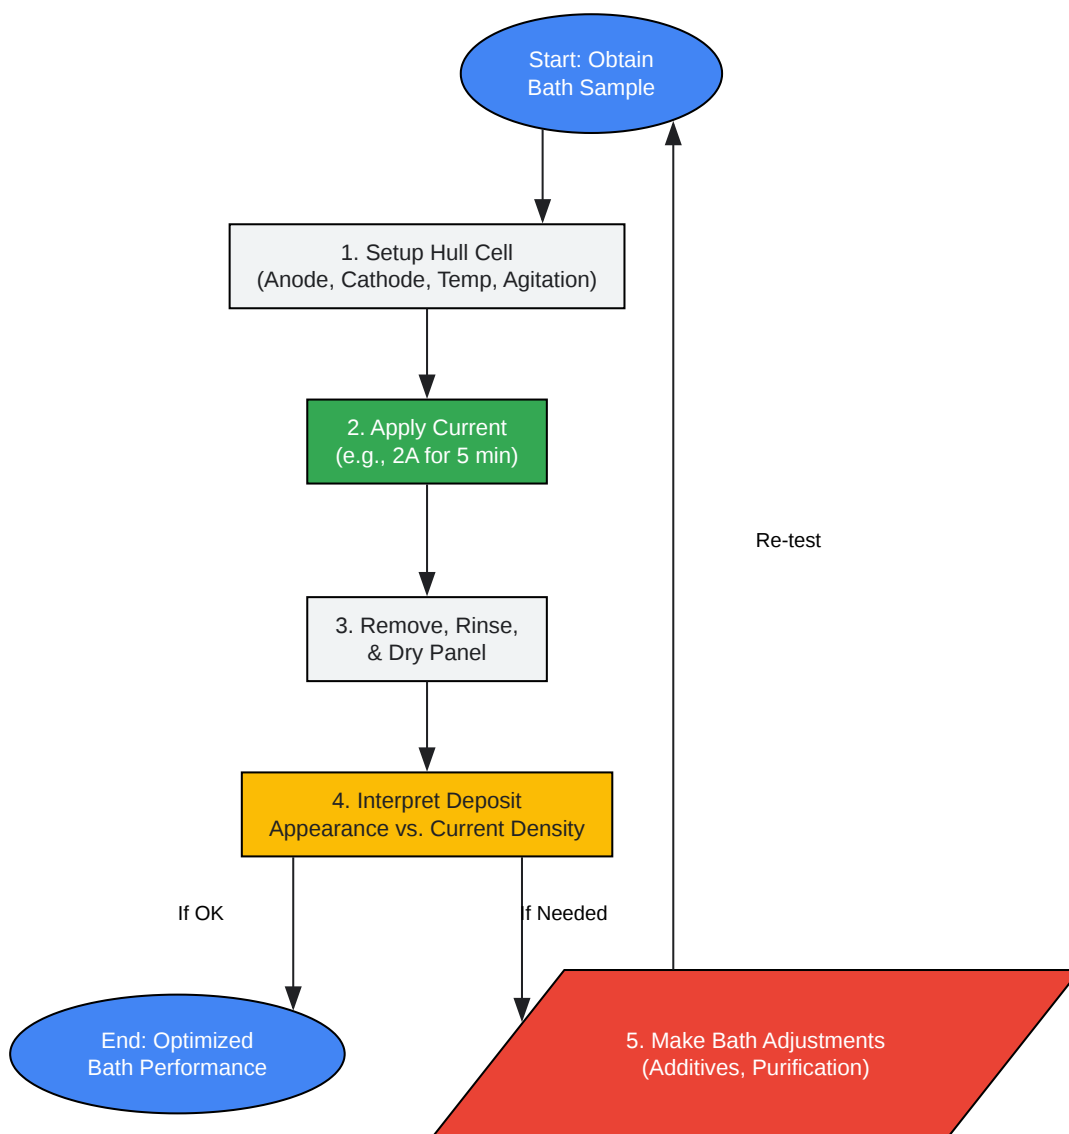 Start: Obtain
Bath Sample
1. Setup Hull Cell
(Anode, Cathode, Temp, Agitation)
2. Apply Current
(e.g., 2A for 5 min)
Re-test
3. Remove, Rinse,
& Dry Panel
4. Interpret Deposit
Appearance vs. Current Density
If OK
If Needed
End: Optimized
Bath Performance
5. Make Bath Adjustments
(Additives, Purification)